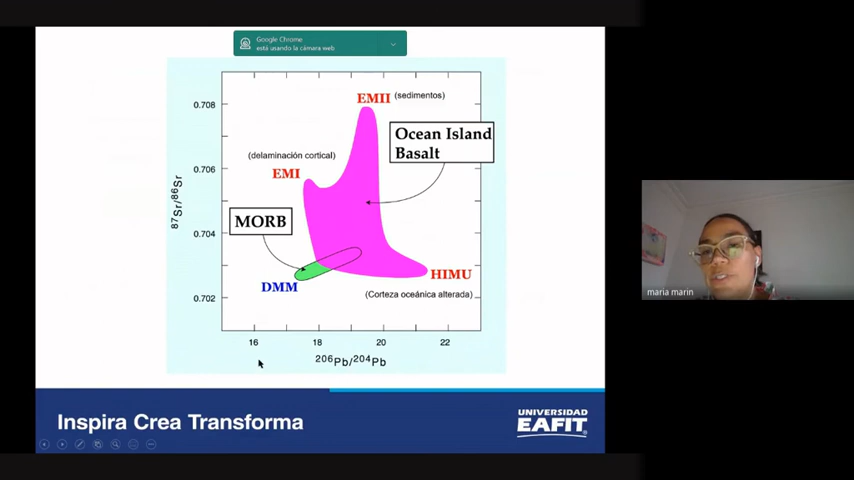 Google Chrome
está usando la cámara web
0.708
0.706
0.704
0.702
87Sr/86Sr
EMII (sedimentos)
Ocean Island
Basalt
(delaminación cortical)
EMI
MORB
DMM
HIMU
(Corteza oceánica alterada)
16 18 20 22
206Pb/204Pb
maria marin
Inspira Crea Transforma
UNIVERSIDAD
EAFIT